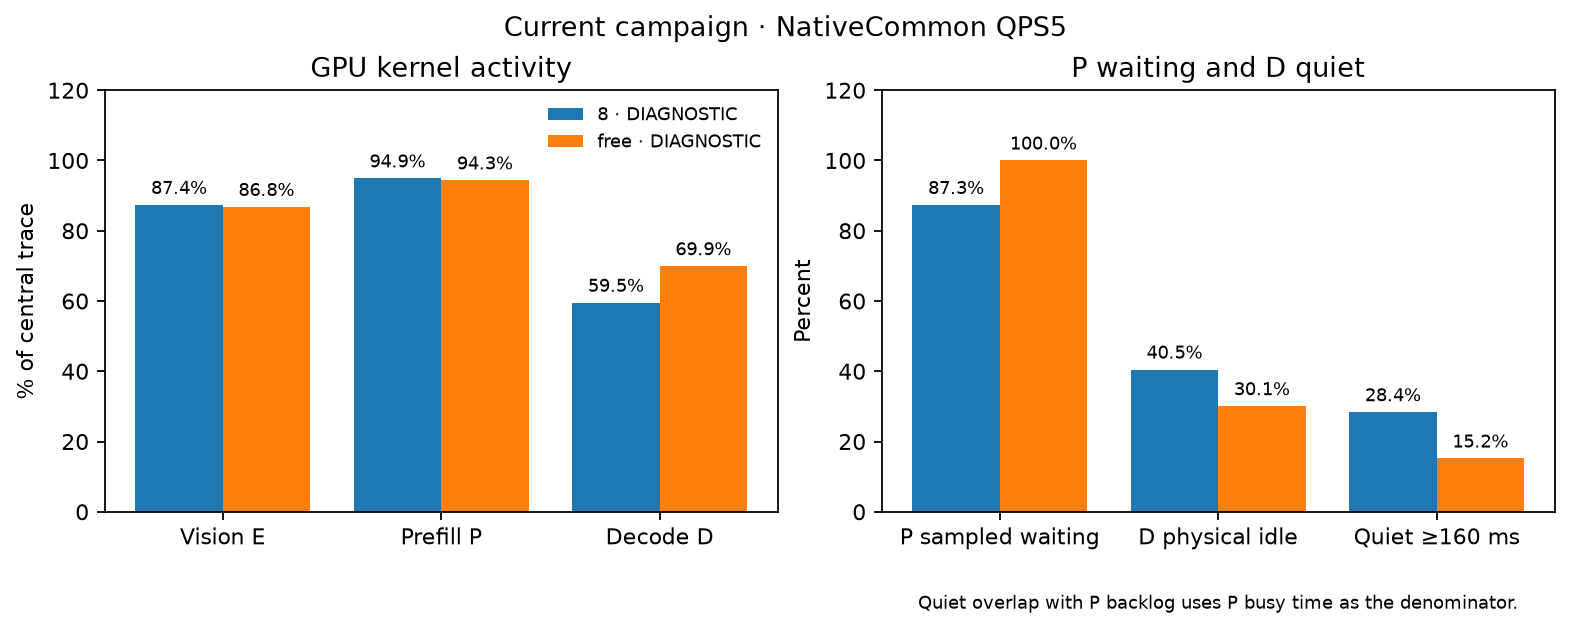 Current campaign · NativeCommon QPS5
GPU kernel activity
% of central trace
120
100
80
60
40
20
0
8 · DIAGNOSTIC
free · DIAGNOSTIC
87.4%
86.8%
94.9%
94.3%
59.5%
69.9%
Vision E
Prefill P
Decode D
P waiting and D quiet
Percent
120
100
80
60
40
20
0
87.3%
100.0%
40.5%
30.1%
28.4%
15.2%
P sampled waiting
D physical idle
Quiet ≥160 ms
Quiet overlap with P backlog uses P busy time as the denominator.